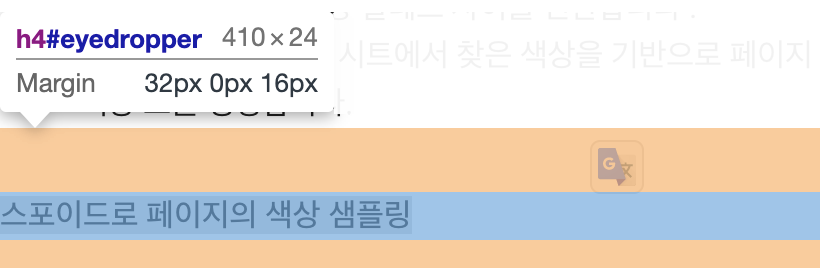 h4#eyedropper 410 × 24
시트에서 찾은 색상을 기반으로 페이지
Margin 32px 0px 16px
스포이드로 페이지의 색상 샘플링